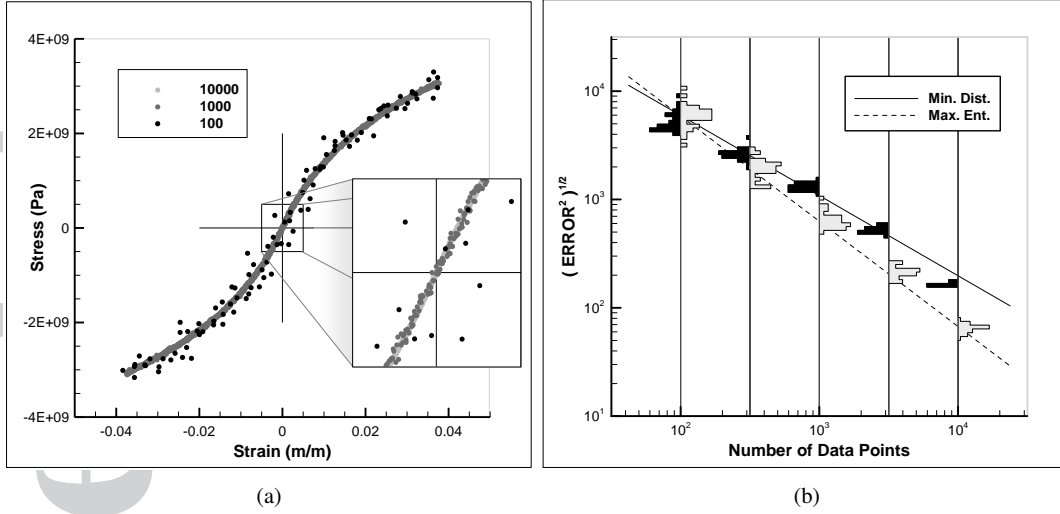 4E+09
2E+09
0
-2E+09
-4E+09
Stress (Pa)
10000
1000
100
-0.04
-0.02
0
0.02
0.04
Strain (m/m)
(a)
10^4
10^3
10^2
10^1
( ERROR^2 )^1/2
Min. Dist.
Max. Ent.
10^2
10^3
10^4
Number of Data Points
(b)